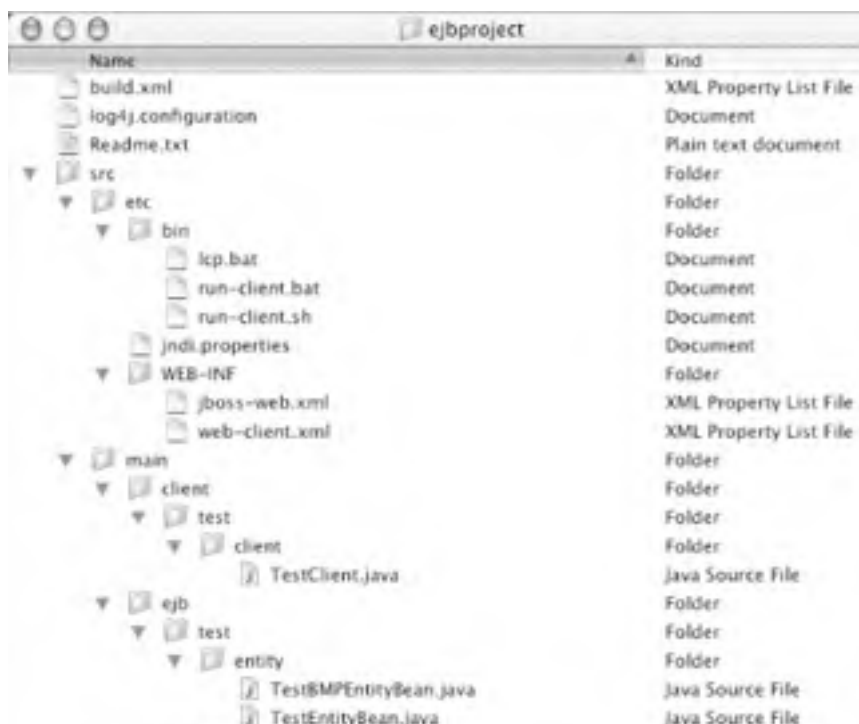 ejbproject
Name Kind
build.xml XML Property List File
log4j.configuration Document
Readme.txt Plain text document
src Folder
etc Folder
bin Folder
lcp.bat Document
run-client.bat Document
run-client.sh Document
jndi.properties Document
WEB-INF Folder
jboss-web.xml XML Property List File
web-client.xml XML Property List File
main Folder
client Folder
test Folder
client Folder
TestClient.java Java Source File
ejb Folder
test Folder
entity Folder
TestBMPEntityBean.java Java Source File
TestEntityBean.java Java Source File